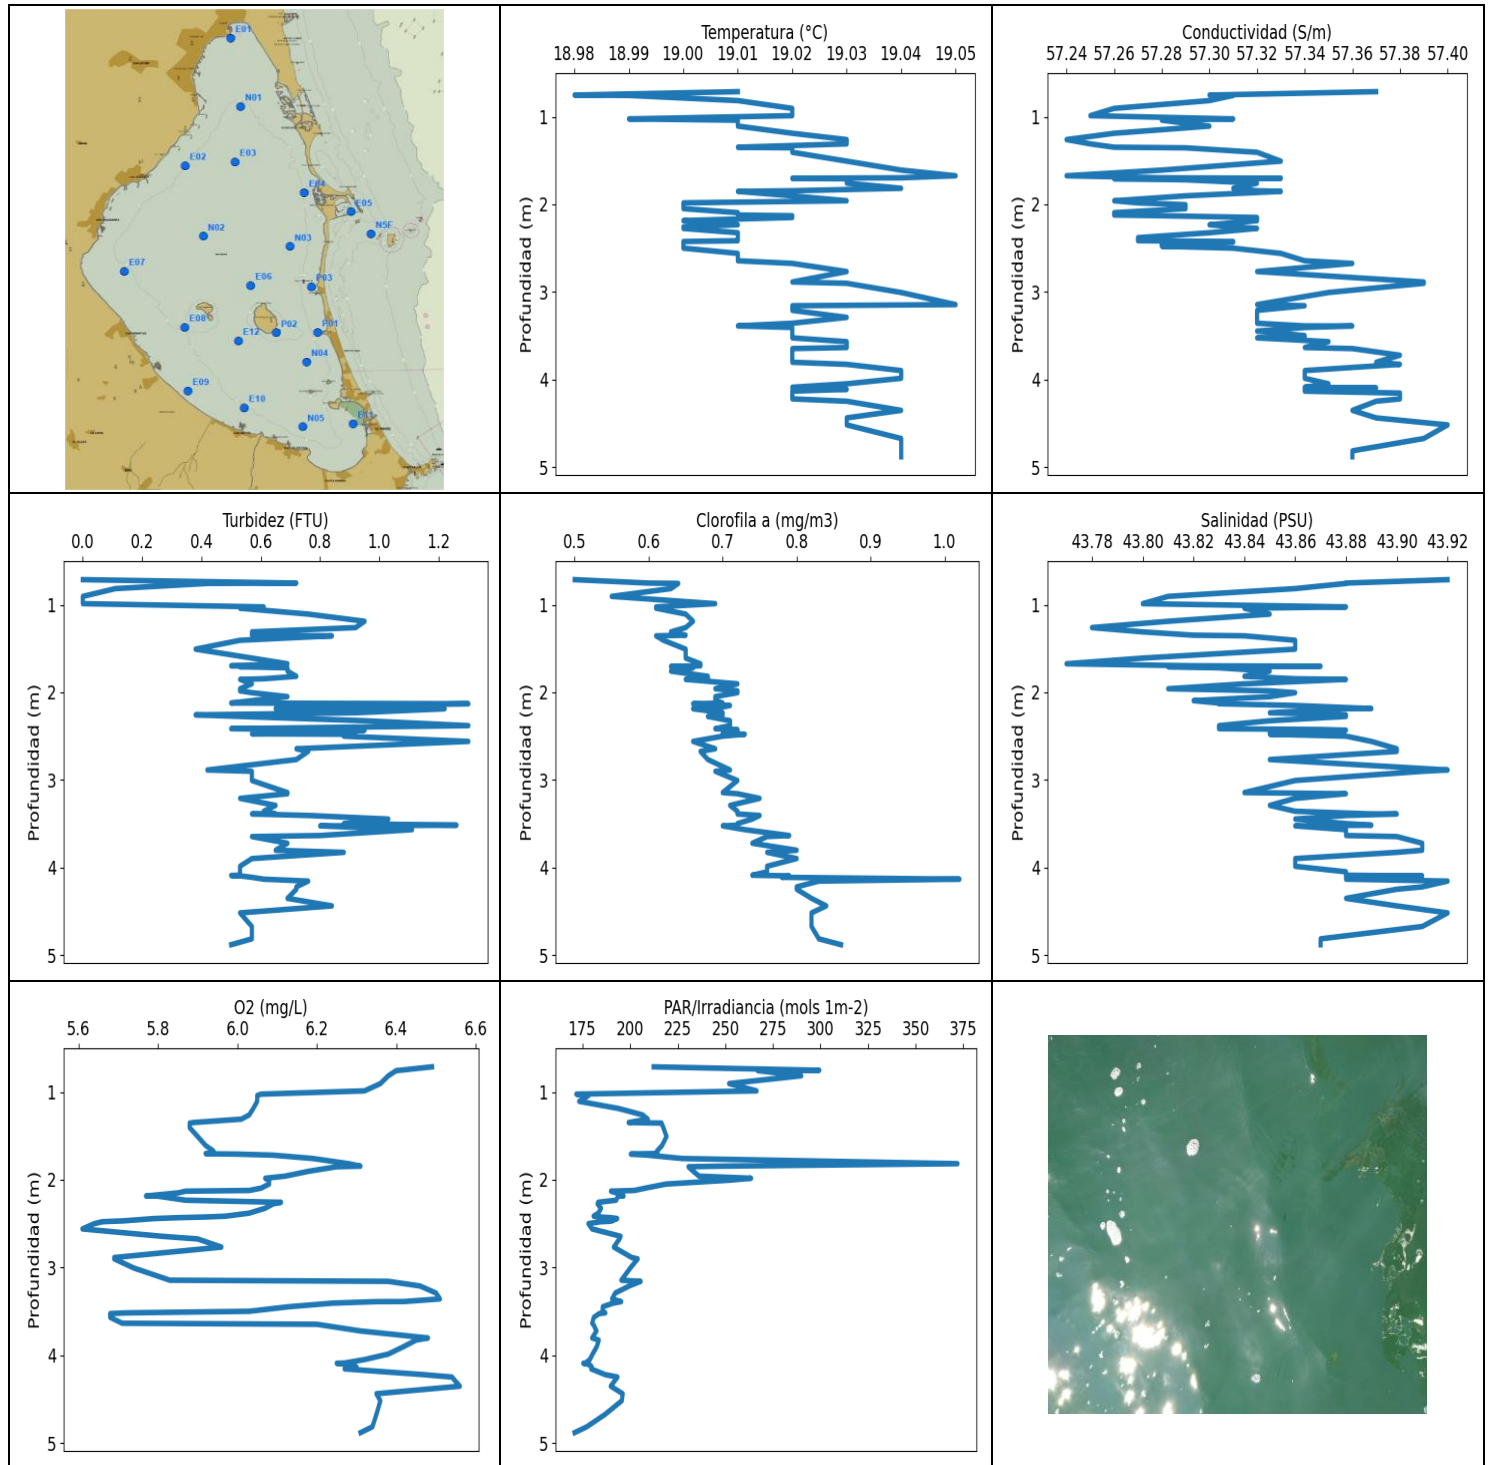 E01
N01
E02
E03
E04
E05
N5F
N02
N03
E07
E06
P03
E08
P02
P01
E12
N04
E09
E10
N05
E11
Temperatura (°C)
18.98 18.99 19.00 19.01 19.02 19.03 19.04 19.05
Profundidad (m)
1
2
3
4
5
Conductividad (S/m)
57.24 57.26 57.28 57.30 57.32 57.34 57.36 57.38 57.40
Profundidad (m)
1
2
3
4
5
Turbidez (FTU)
0.0 0.2 0.4 0.6 0.8 1.0 1.2
Profundidad (m)
1
2
3
4
5
Clorofila a (mg/m3)
0.5 0.6 0.7 0.8 0.9 1.0
Profundidad (m)
1
2
3
4
5
Salinidad (PSU)
43.78 43.80 43.82 43.84 43.86 43.88 43.90 43.92
Profundidad (m)
1
2
3
4
5
O2 (mg/L)
5.6 5.8 6.0 6.2 6.4 6.6
Profundidad (m)
1
2
3
4
5
PAR/Irradiancia (mols 1m-2)
175 200 225 250 275 300 325 350 375
Profundidad (m)
1
2
3
4
5